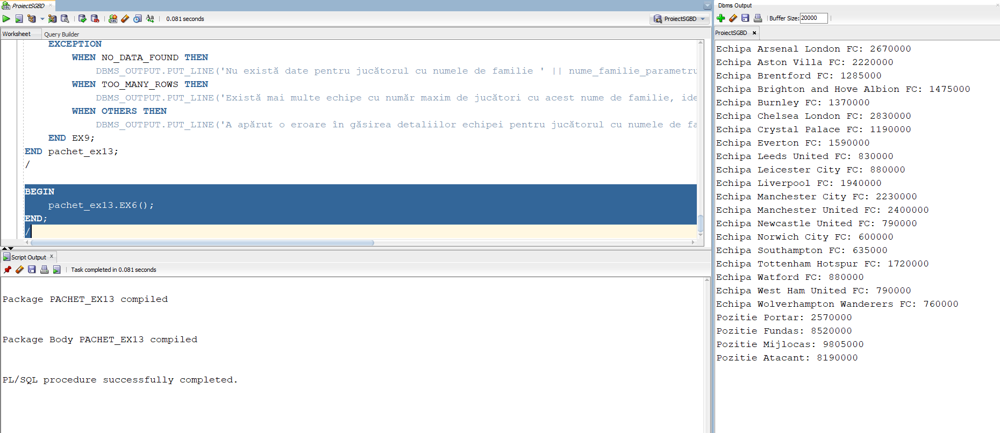 ProiectSGBD
0.081 seconds
ProiectSGBD
Worksheet
Query Builder
EXCEPTION
WHEN NO_DATA_FOUND THEN
DBMS_OUTPUT.PUT_LINE('Nu există date pentru jucătorul cu numele de familie ' || nume_familie_parametru
WHEN TOO_MANY_ROWS THEN
DBMS_OUTPUT.PUT_LINE('Există mai multe echipe cu număr maxim de jucători cu acest nume de familie, ide
WHEN OTHERS THEN
DBMS_OUTPUT.PUT_LINE('A apărut o eroare în găsirea detaliilor echipei pentru jucătorul cu numele de fa
END EX9;
END pachet_ex13;
/
BEGIN
pachet_ex13.EX6();
END;
/
Script Output
Task completed in 0.081 seconds
Package PACHET_EX13 compiled
Package Body PACHET_EX13 compiled
PL/SQL procedure successfully completed.
Dbms Output
Buffer Size: 20000
ProiectSGBD
Echipa Arsenal London FC: 2670000
Echipa Aston Villa FC: 2220000
Echipa Brentford FC: 1285000
Echipa Brighton and Hove Albion FC: 1475000
Echipa Burnley FC: 1370000
Echipa Chelsea London FC: 2830000
Echipa Crystal Palace FC: 1190000
Echipa Everton FC: 1590000
Echipa Leeds United FC: 830000
Echipa Leicester City FC: 880000
Echipa Liverpool FC: 1940000
Echipa Manchester City FC: 2230000
Echipa Manchester United FC: 2400000
Echipa Newcastle United FC: 790000
Echipa Norwich City FC: 600000
Echipa Southampton FC: 635000
Echipa Tottenham Hotspur FC: 1720000
Echipa Watford FC: 880000
Echipa West Ham United FC: 790000
Echipa Wolverhampton Wanderers FC: 760000
Pozitie Portar: 2570000
Pozitie Fundas: 8520000
Pozitie Mijlocas: 9805000
Pozitie Atacant: 8190000